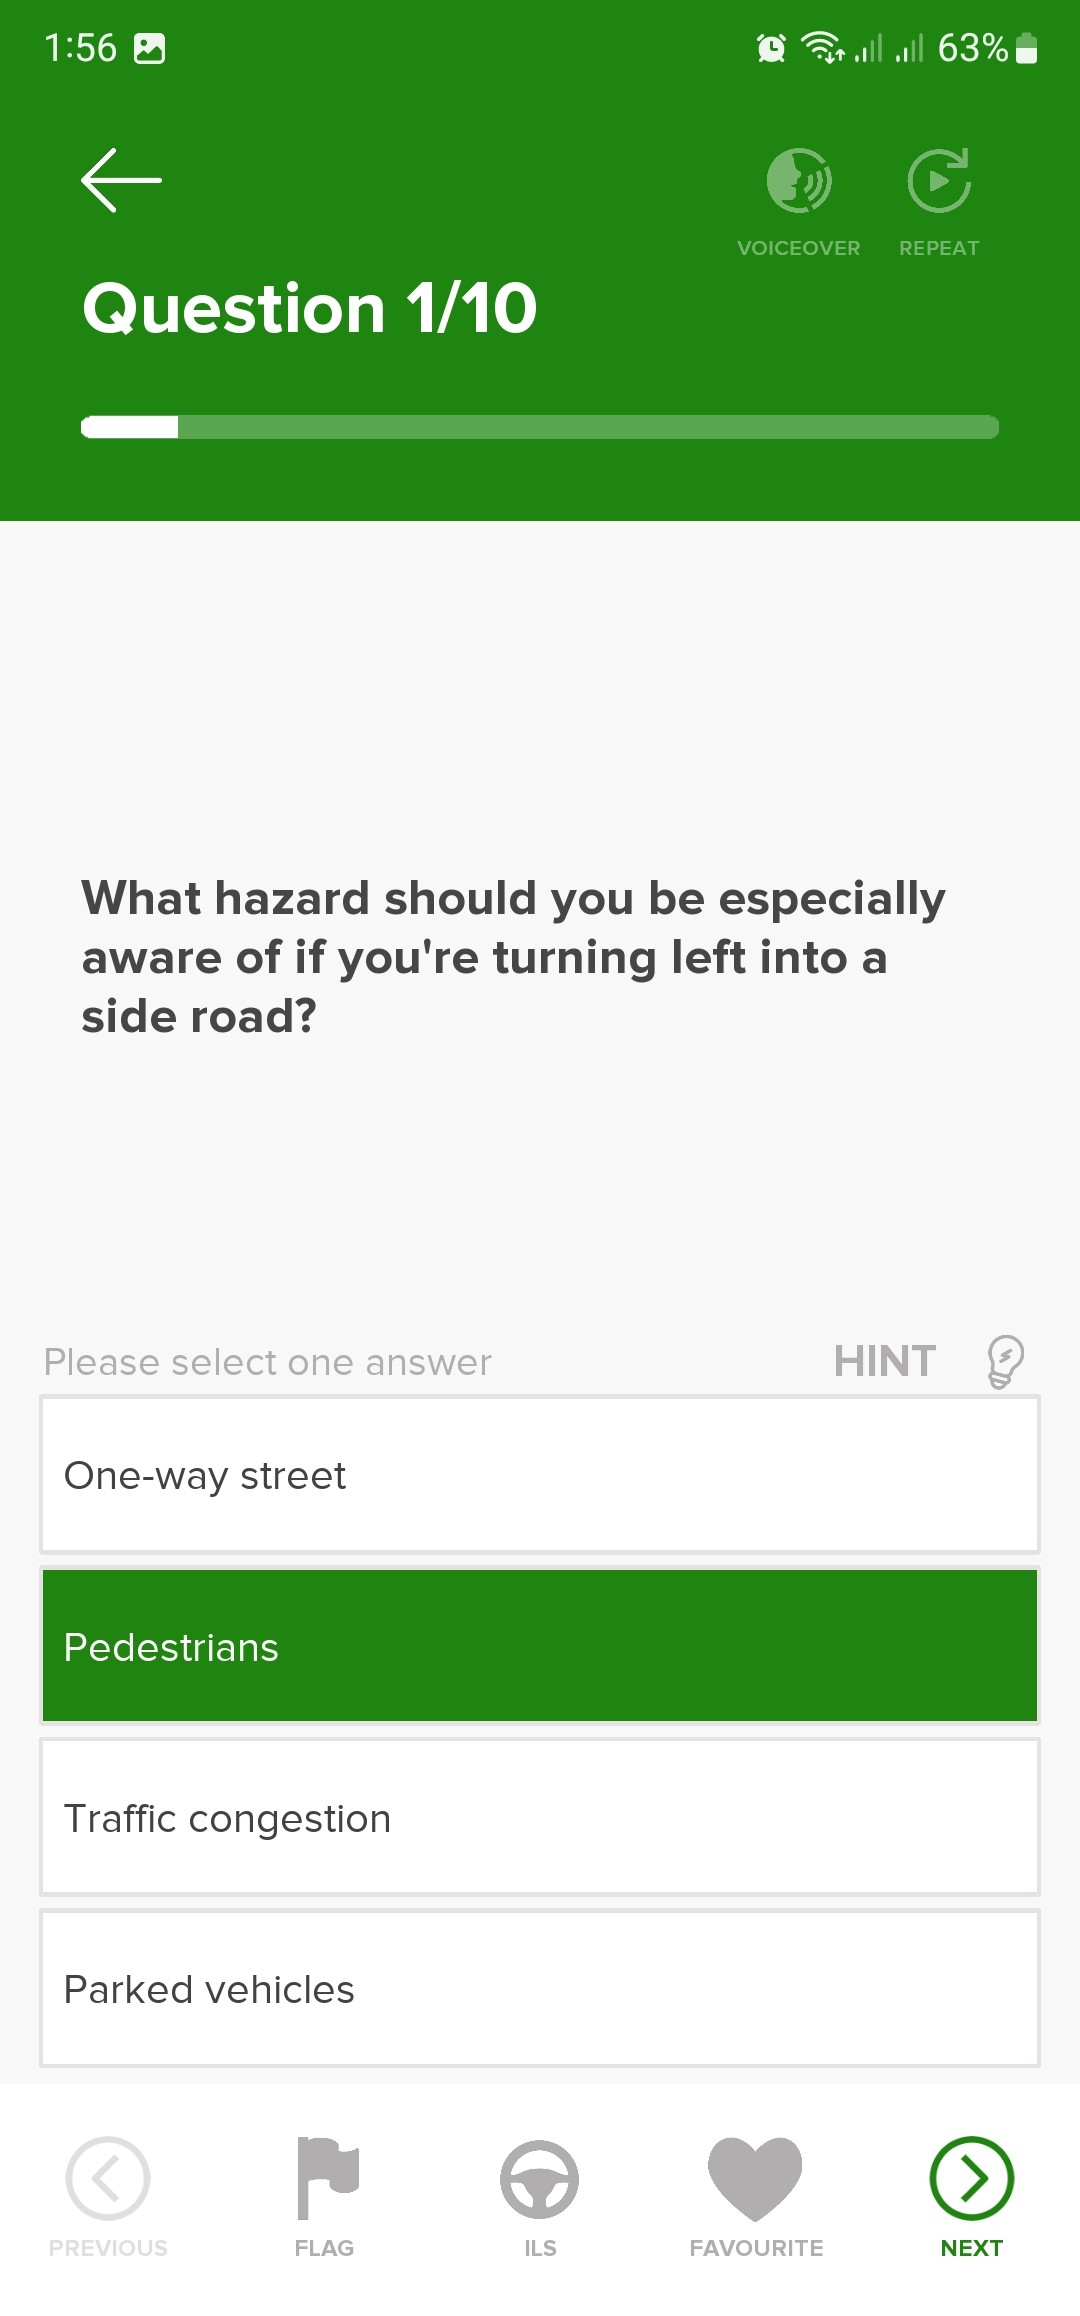 1:56
63%
VOICEOVER
REPEAT
Question 1/10
What hazard should you be especially
aware of if you're turning left into a
side road?
Please select one answer
HINT
One-way street
Pedestrians
Traffic congestion
Parked vehicles
PREVIOUS
FLAG
ILS
FAVOURITE
NEXT